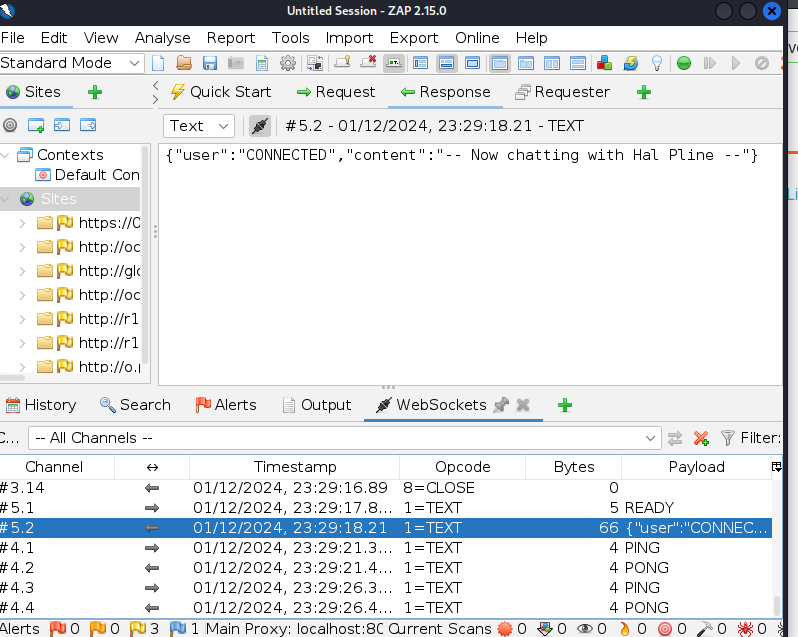 Untitled Session - ZAP 2.15.0
File Edit View Analyse Report Tools Import Export Online Help
Standard Mode
Sites Quick Start Request Response Requester
Text #5.2 - 01/12/2024, 23:29:18.21 - TEXT
Contexts
Default Con
Sites
https://0
http://oc
http://glo
http://oc
http://r1
http://r1
http://o.
{"user":"CONNECTED","content":"-- Now chatting with Hal Pline --"}
History Search Alerts Output WebSockets
C... -- All Channels -- Filter:
Channel ↔ Timestamp Opcode Bytes Payload
#3.14 ← 01/12/2024, 23:29:16.89 8=CLOSE 0
#5.1 → 01/12/2024, 23:29:17.8... 1=TEXT 5 READY
#5.2 ← 01/12/2024, 23:29:18.21 1=TEXT 66 {"user":"CONNEC...
#4.1 → 01/12/2024, 23:29:21.3... 1=TEXT 4 PING
#4.2 ← 01/12/2024, 23:29:21.4... 1=TEXT 4 PONG
#4.3 → 01/12/2024, 23:29:26.3... 1=TEXT 4 PING
#4.4 ← 01/12/2024, 23:29:26.4... 1=TEXT 4 PONG
Alerts 0 0 3 1 Main Proxy: localhost:80 Current Scans 0 0 0 0 0 0 0
Li